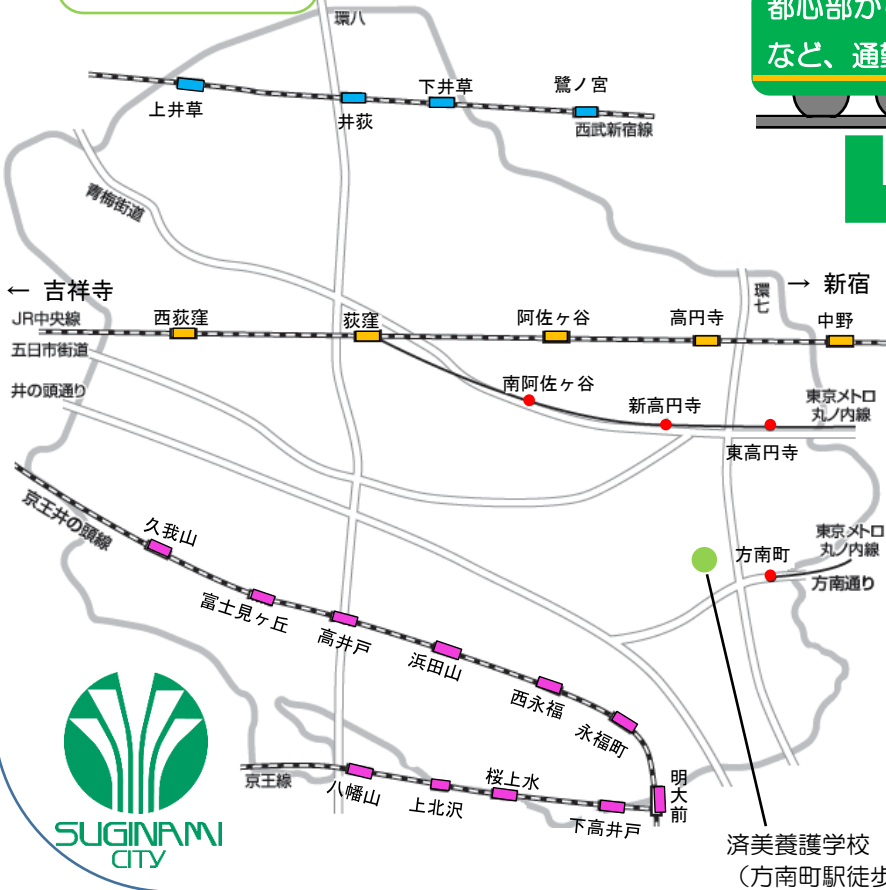 都心部か
など、通勤
環八
上井草
井荻
下井草
鷺ノ宮
西武新宿線
青梅街道
← 吉祥寺
→ 新宿
環七
JR中央線
西荻窪
荻窪
阿佐ヶ谷
高円寺
中野
五日市街道
井の頭通り
南阿佐ヶ谷
新高円寺
東高円寺
東京メトロ
丸ノ内線
京王井の頭線
久我山
富士見ヶ丘
高井戸
浜田山
西永福
永福町
明大前
方南町
東京メトロ
丸ノ内線
方南通り
京王線
八幡山
上北沢
桜上水
下高井戸
SUGINAMI
CITY
済美養護学校
（方南町駅徒歩